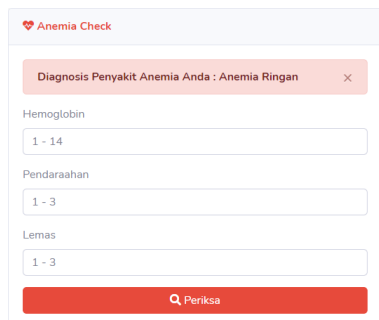 Anemia Check
Diagnosis Penyakit Anemia Anda : Anemia Ringan ×
Hemoglobin
1 - 14
Pendaraahan
1 - 3
Lemas
1 - 3
Periksa